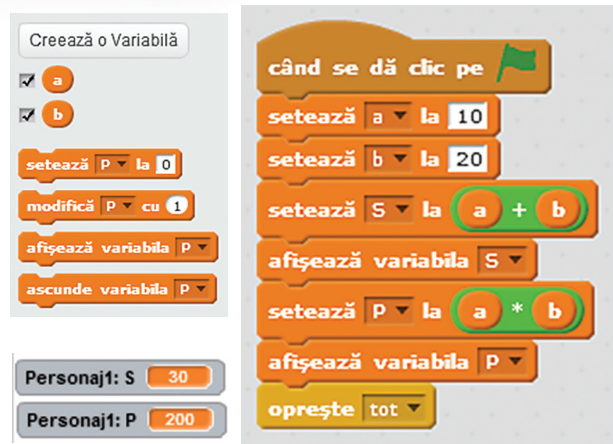 Creează o Variabilă
a
b
setează P la 0
modifică P cu 1
afişează variabila P
ascunde variabila P
Personaj1: S 30
Personaj1: P 200
când se dă clic pe
setează a la 10
setează b la 20
setează S la a + b
afişează variabila S
setează P la a * b
afişează variabila P
opreşte tot